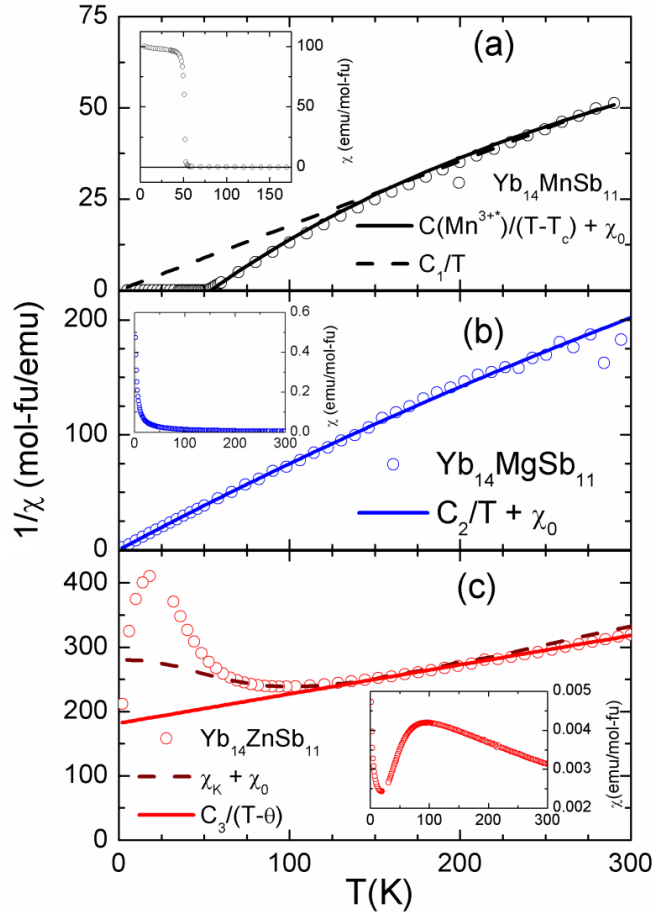 75
50
25
0
(a)
100
50
0
χ (emu/mol-fu)
0 50 100 150
Yb14MnSb11
C(Mn3+*)/(T-Tc) + χ0
C1/T
200
100
0
(b)
0.6
0.4
0.2
0.0
χ (emu/mol-fu)
0 50 100 150 200 250 300
Yb14MgSb11
C2/T + χ0
1/χ (mol-fu/emu)
400
300
200
100
0
(c)
Yb14ZnSb11
χK + χ0
C3/(T-θ)
0.005
0.004
0.003
0.002
χ(emu/mol-fu)
0 100 200 300
0 100 200 300
T(K)